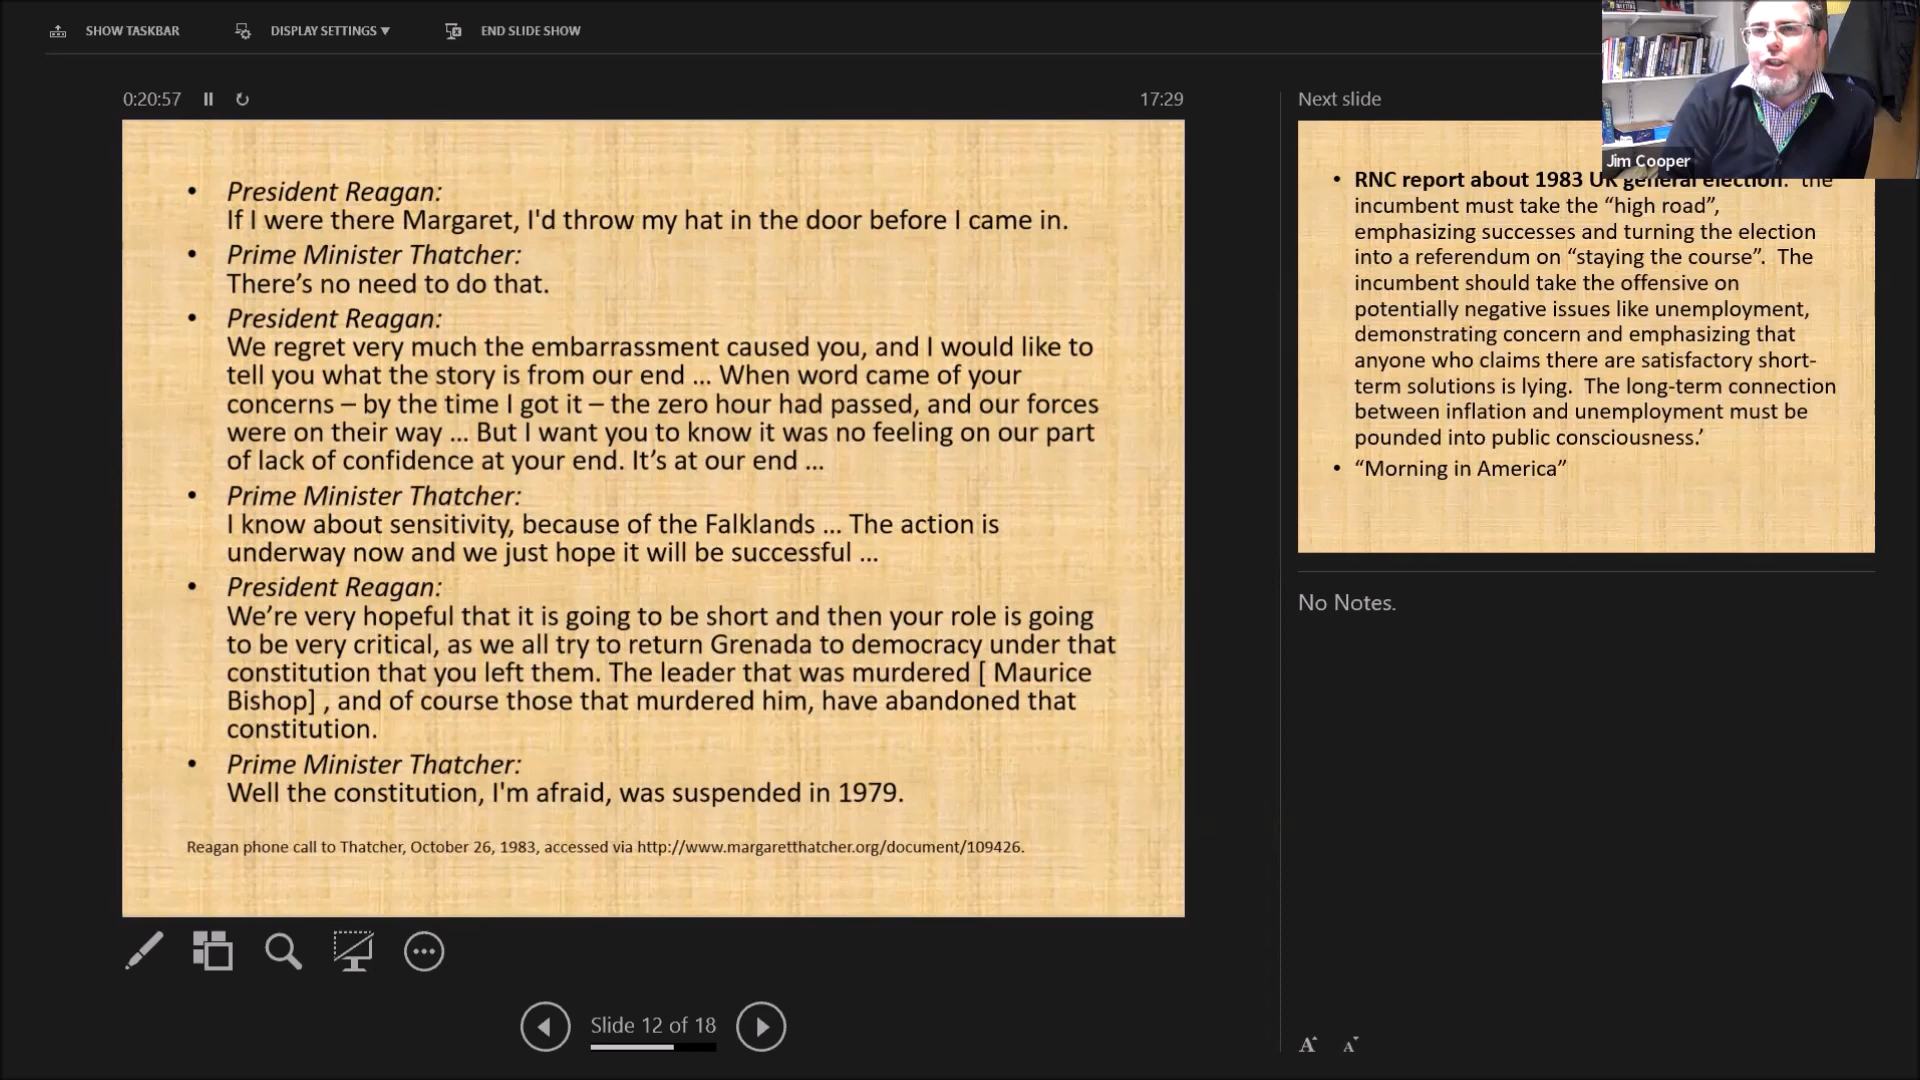 SHOW TASKBAR
DISPLAY SETTINGS ▼
END SLIDE SHOW
0:20:57
17:29
• President Reagan:
If I were there Margaret, I'd throw my hat in the door before I came in.
• Prime Minister Thatcher:
There’s no need to do that.
• President Reagan:
We regret very much the embarrassment caused you, and I would like to
tell you what the story is from our end ... When word came of your
concerns – by the time I got it – the zero hour had passed, and our forces
were on their way ... But I want you to know it was no feeling on our part
of lack of confidence at your end. It’s at our end ...
• Prime Minister Thatcher:
I know about sensitivity, because of the Falklands ... The action is
underway now and we just hope it will be successful ...
• President Reagan:
We’re very hopeful that it is going to be short and then your role is going
to be very critical, as we all try to return Grenada to democracy under that
constitution that you left them. The leader that was murdered [ Maurice
Bishop] , and of course those that murdered him, have abandoned that
constitution.
• Prime Minister Thatcher:
Well the constitution, I'm afraid, was suspended in 1979.
Reagan phone call to Thatcher, October 26, 1983, accessed via http://www.margaretthatcher.org/document/109426.
Slide 12 of 18
Next slide
Jim Cooper
• RNC report about 1983 UK general election: the
incumbent must take the “high road”,
emphasizing successes and turning the election
into a referendum on “staying the course”. The
incumbent should take the offensive on
potentially negative issues like unemployment,
demonstrating concern and emphasizing that
anyone who claims there are satisfactory short-
term solutions is lying. The long-term connection
between inflation and unemployment must be
pounded into public consciousness.’
• “Morning in America”
No Notes.
A A